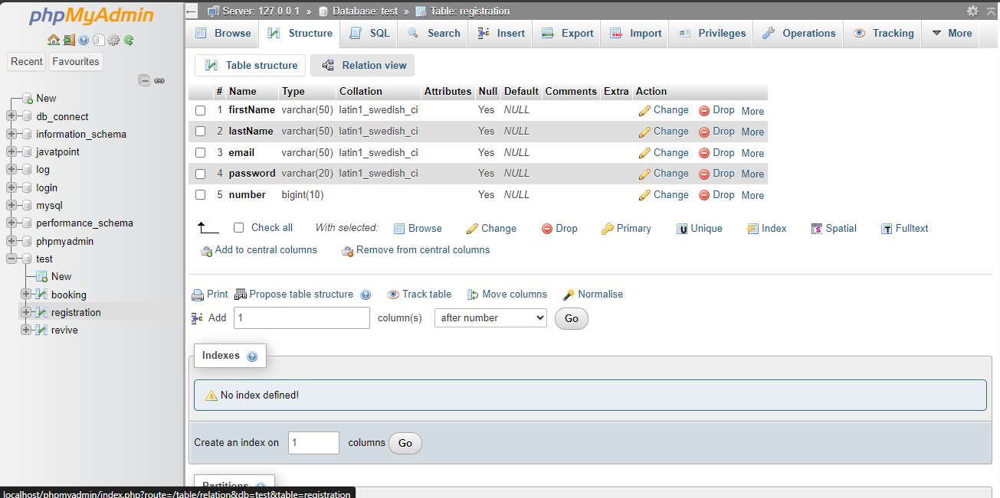 phpMyAdmin
Recent Favourites
New
db_connect
information_schema
javatpoint
log
login
mysql
performance_schema
phpmyadmin
test
New
booking
registration
revive
Server: 127.0.0.1 » Database: test » Table: registration
Browse Structure SQL Search Insert Export Import Privileges Operations Tracking More
Table structure Relation view
# Name Type Collation Attributes Null Default Comments Extra Action
1 firstName varchar(50) latin1_swedish_ci Yes NULL Change Drop More
2 lastName varchar(50) latin1_swedish_ci Yes NULL Change Drop More
3 email varchar(50) latin1_swedish_ci Yes NULL Change Drop More
4 password varchar(20) latin1_swedish_ci Yes NULL Change Drop More
5 number bigint(10) Yes NULL Change Drop More
Check all With selected: Browse Change Drop Primary Unique Index Spatial Fulltext
Add to central columns Remove from central columns
Print Propose table structure Track table Move columns Normalise
Add 1 column(s) after number Go
Indexes
No index defined!
Create an index on 1 columns Go
Partitions
localhost/phpmyadmin/index.php?route=/table/relation&db=test&table=registration